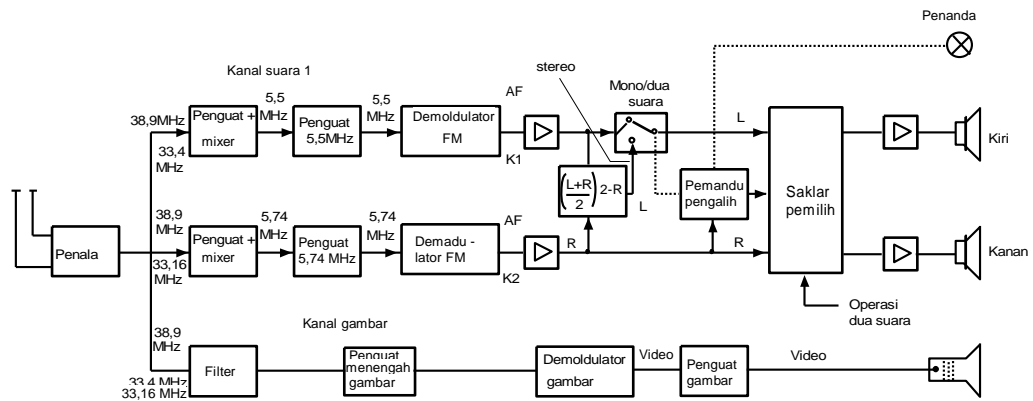 Penanda
Kanal suara 1
stereo
Mono/dua
suara
38,9MHz
33,4
MHz
Penguat +
mixer
5,5
MHz
Penguat
5,5MHz
5,5
MHz
Demoldulator
FM
AF
K1
L
Kiri
(L+R/2) 2-R
L
Pemandu
pengalih
Saklar
pemilih
Penala
38,9
MHz
33,16
MHz
Penguat +
mixer
5,74
MHz
Penguat
5,74 MHz
5,74
MHz
Demadu -
lator FM
AF
K2
R
R
Kanan
Operasi
dua suara
Kanal gambar
38,9
MHz
33,4 MHz
33,16 MHz
Filter
Penguat
menengah
gambar
Demoldulator
gambar
Video
Penguat
gambar
Video